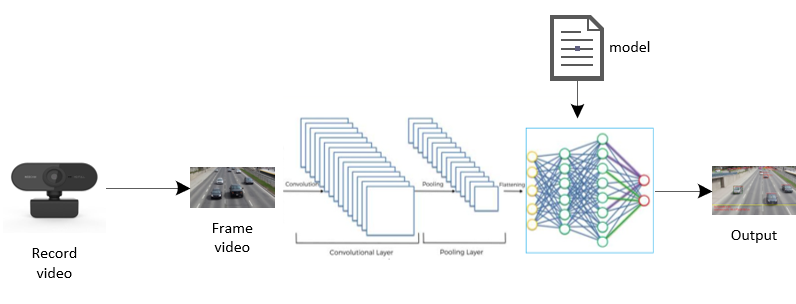 model
Convolution
Pooling
Flattening
Record
video
Frame
video
Convolutional Layer
Pooling Layer
Output